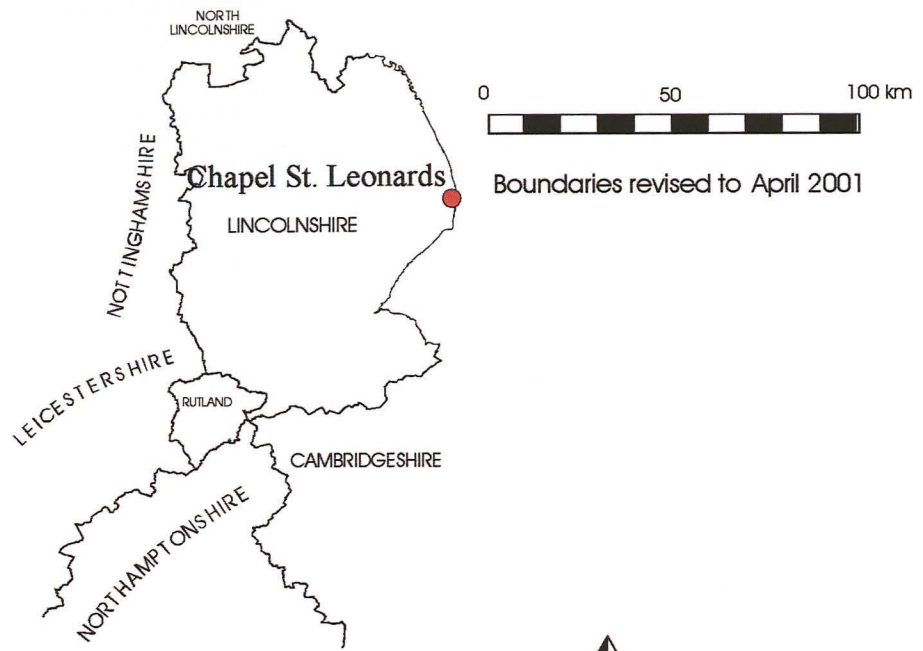 NORTH
LINCOLNSHIRE
0 50 100 km
Chapel St. Leonards
Boundaries revised to April 2001
LINCOLNSHIRE
NOTTINGHAMSHIRE
LEICESTERSHIRE
RUTLAND
CAMBRIDGESHIRE
NORTHAMPTONSHIRE